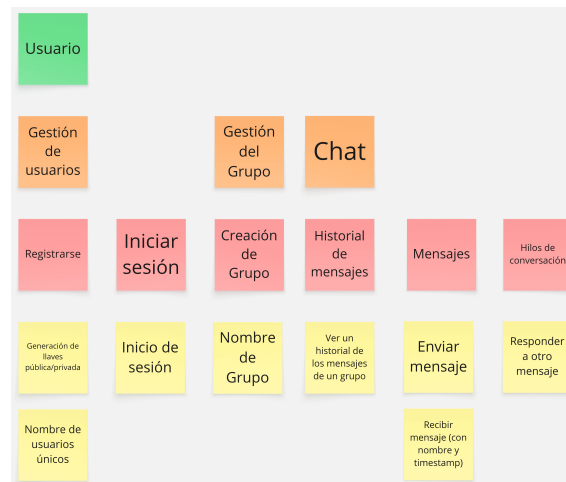 Usuario
Gestión
de
usuarios
Gestión
del
Grupo
Chat
Registrarse
Iniciar
sesión
Creación
de
Grupo
Historial
de
mensajes
Mensajes
Hilos de
conversación
Generación de
llaves
pública/privada
Inicio de
sesión
Nombre
de
Grupo
Ver un
historial de
los mensajes
de un grupo
Enviar
mensaje
Responder
a otro
mensaje
Nombre de
usuarios
únicos
Recibir
mensaje (con
nombre y
timestamp)